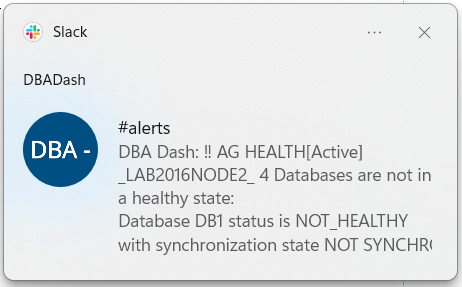 Slack
DBADash
DBA -
#alerts
DBA Dash: !! AG HEALTH[Active]
_LAB2016NODE2_ 4 Databases are not in
a healthy state:
Database DB1 status is NOT_HEALTHY
with synchronization state NOT SYNCHR